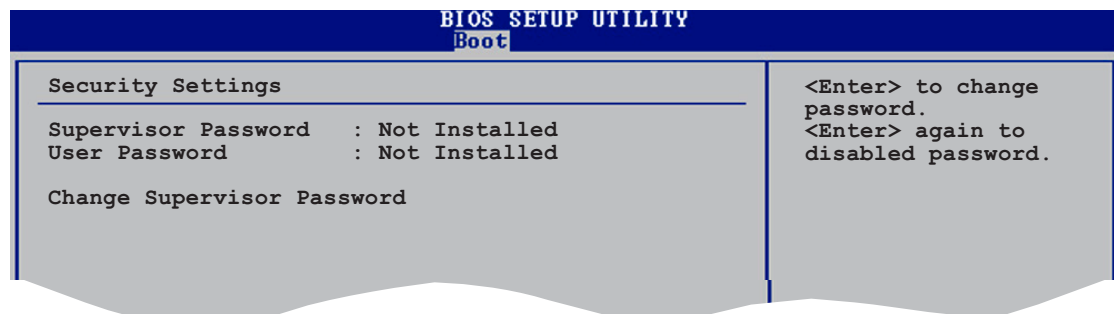 BIOS SETUP UTILITY
Boot
Security Settings
Supervisor Password : Not Installed
User Password : Not Installed
Change Supervisor Password
<Enter> to change
password.
<Enter> again to
disabled password.